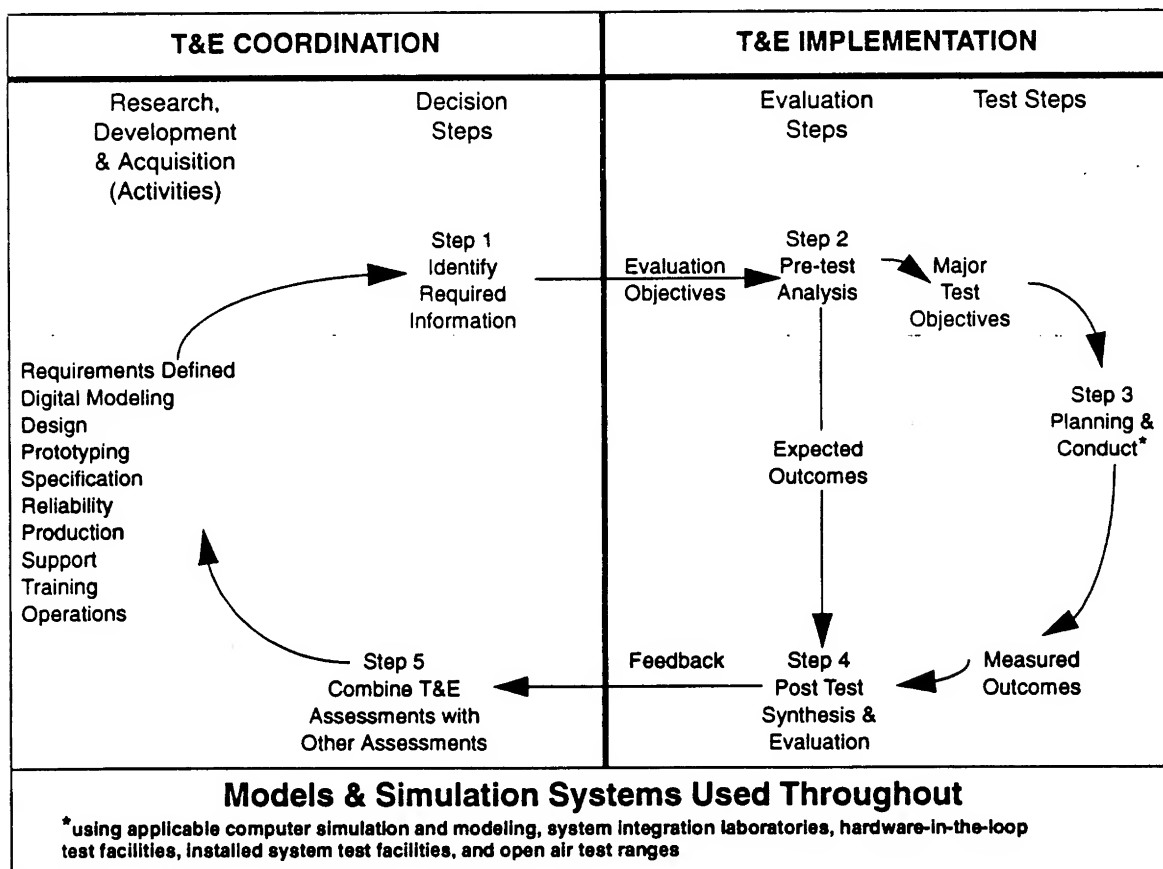 T&E COORDINATION
T&E IMPLEMENTATION
Research,
Development
& Acquisition
(Activities)
Decision
Steps
Evaluation
Steps
Test Steps
Step 1
Identify
Required
Information
Evaluation
Objectives
Step 2
Pre-test
Analysis
Major
Test
Objectives
Requirements Defined
Digital Modeling
Design
Prototyping
Specification
Reliability
Production
Support
Training
Operations
Step 3
Planning &
Conduct*
Expected
Outcomes
Step 5
Combine T&E
Assessments with
Other Assessments
Feedback
Step 4
Post Test
Synthesis &
Evaluation
Measured
Outcomes
Models & Simulation Systems Used Throughout
*using applicable computer simulation and modeling, system integration laboratories, hardware-in-the-loop
test facilities, installed system test facilities, and open air test ranges